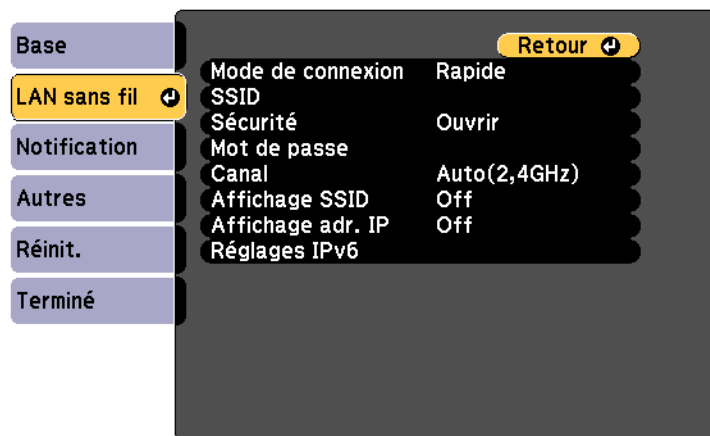 Base
LAN sans fil
Notification
Autres
Réinit.
Terminé
Retour
Mode de connexion Rapide
SSID
Sécurité Ouvrir
Mot de passe
Canal Auto(2,4GHz)
Affichage SSID Off
Affichage adr. IP Off
Réglages IPv6